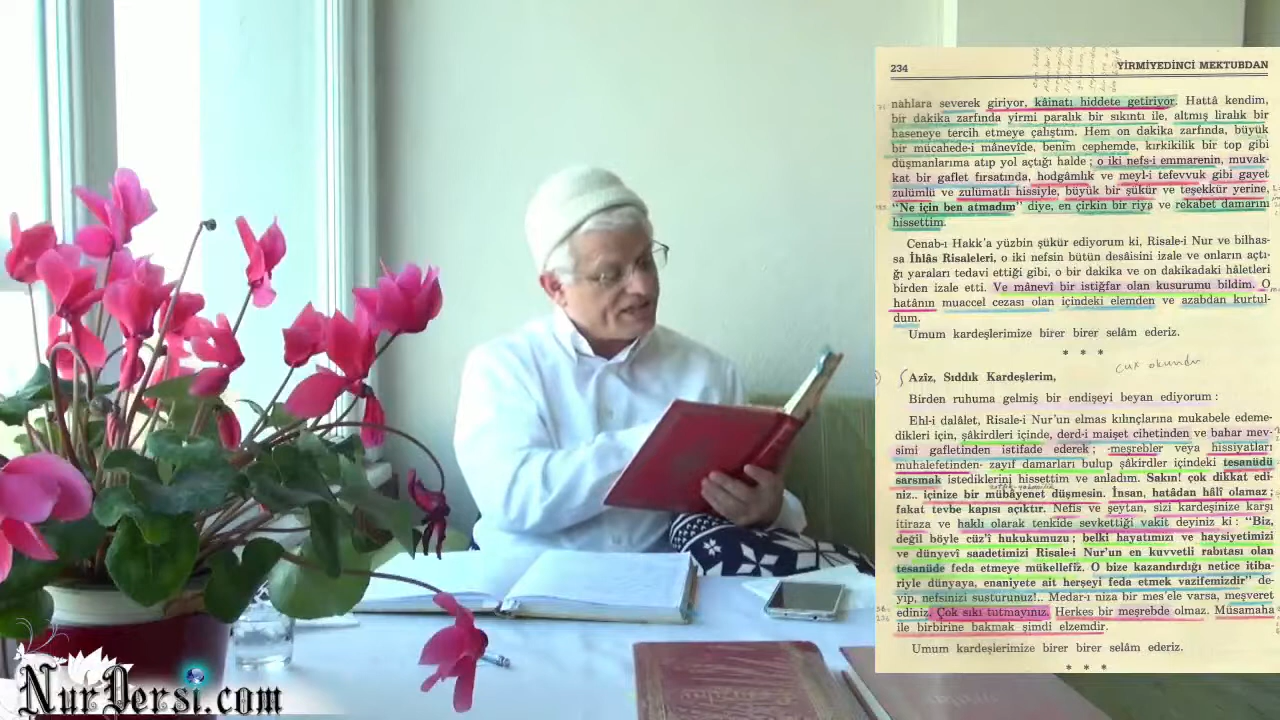 234
YİRMİYEDİNCİ MEKTUBDAN
nahlara severek giriyor, kâinatı hiddete getiriyor. Hattâ kendim,
bir dakika zarfında yirmi paralık bir sıkıntı ile, altmış liralık bir
haseneye tercih etmeye çalıştım. Hem on dakika zarfında, büyük
bir mücahede-i mânevîde, benim cephemde, kırkikilik bir top gibi
düşmanlarıma atıp yol açtığı halde; o iki nefs-i emmarenin, muvak-
kat bir gaflet fırsatında, hodgâmlık ve meyl-i tefevvuk gibi gayet
zulümlü ve zulümatlı hissiyle, büyük bir şükür ve teşekkür yerine,
"Ne için ben atmadım" diye, en çirkin bir riya ve rekabet damarını
hissettim.
Cenab-ı Hakk'a yüzbin şükür ediyorum ki, Risale-i Nur ve bilhas-
sa İhlâs Risaleleri, o iki nefsin bütün desâisini izale ve onların açtı-
ğı yaraları tedavi ettiği gibi, o bir dakika ve on dakikadaki hâletleri
birden izale etti. Ve mânevî bir istiğfar olan kusurumu bildim. O
hatânın muaccel cezası olan içindeki elemden ve azabdan kurtul-
dum.
Umum kardeşlerimize birer birer selâm ederiz.
* * *
çux okundu
Azîz, Sıddık Kardeşlerim,
Birden ruhuma gelmiş bir endişeyi beyan ediyorum :
Ehl-i dalâlet, Risale-i Nur'un elmas kılınçlarına mukabele edeme-
dikleri için, şâkirdleri içinde, derd-i maişet cihetinden ve bahar mev-
simi gafletinden istifade ederek; -meşrebler veya hissiyatları
muhalefetinden- zayıf damarları bulup şâkirdler içindeki tesanüdü
sarsmak istediklerini hissettim ve anladım. Sakın! çok dikkat edi-
niz.. içinize bir mübâyenet düşmesin. İnsan, hatâdan hâlî olamaz;
fakat tevbe kapısı açıktır. Nefis ve şeytan, sizi kardeşinize karşı
itiraza ve haklı olarak tenkide sevkettiği vakit deyiniz ki: "Biz,
değil böyle cüz'î hukukumuzu; belki hayatımızı ve haysiyetimizi
ve dünyevî saadetimizi Risale-i Nur'un en kuvvetli rabıtası olan
tesanüde feda etmeye mükellefiz. O bize kazandırdığı netice itiba-
riyle dünyaya, enaniyete ait herşeyi feda etmek vazifemizdir" de-
yip, nefsinizi susturunuz!.. Medar-ı niza bir mes'ele varsa, meşveret
ediniz. Çok sıkı tutmayınız. Herkes bir meşrebde olmaz. Müsamaha
ile birbirine bakmak şimdi elzemdir.
Umum kardeşlerimize birer birer selâm ederiz.
* * *
NurDersi.com